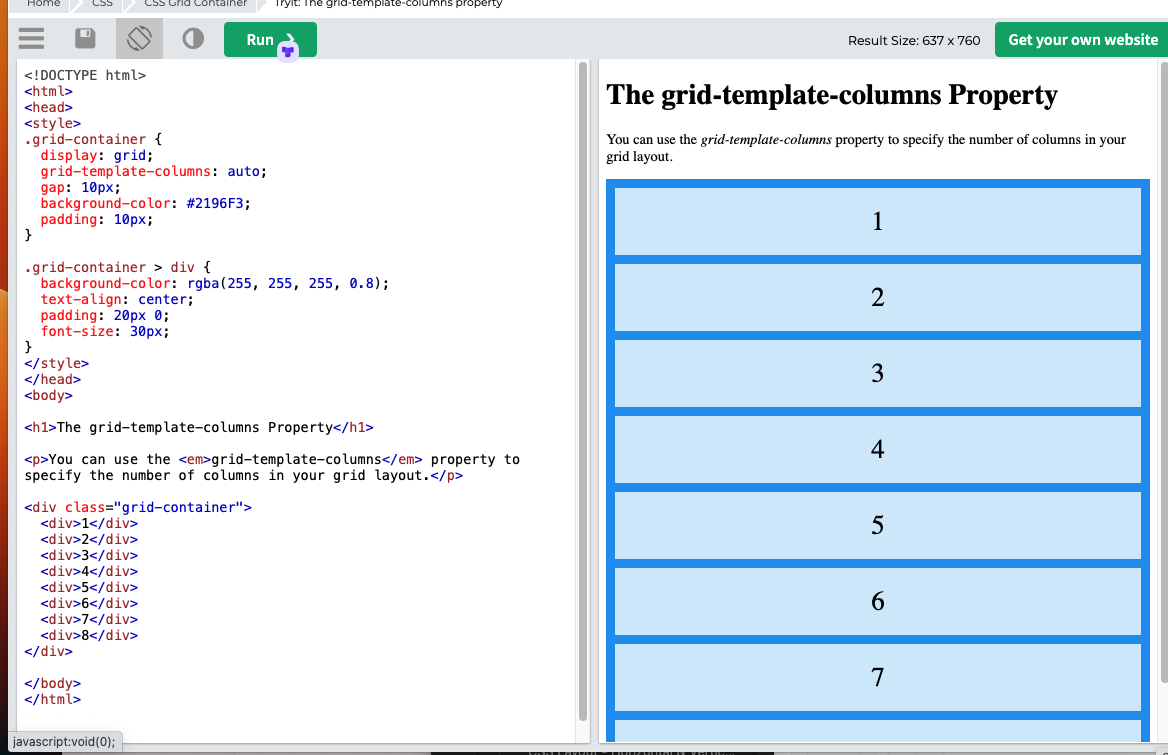 Home CSS CSS Grid Container Tryit: The grid-template-columns property
Run ❯
Result Size: 637 x 760
Get your own website
<!DOCTYPE html>
<html>
<head>
<style>
.grid-container {
  display: grid;
  grid-template-columns: auto;
  gap: 10px;
  background-color: #2196F3;
  padding: 10px;
}

.grid-container > div {
  background-color: rgba(255, 255, 255, 0.8);
  text-align: center;
  padding: 20px 0;
  font-size: 30px;
}
</style>
</head>
<body>

<h1>The grid-template-columns Property</h1>

<p>You can use the <em>grid-template-columns</em> property to
specify the number of columns in your grid layout.</p>

<div class="grid-container">
  <div>1</div>
  <div>2</div>
  <div>3</div>
  <div>4</div>
  <div>5</div>
  <div>6</div>
  <div>7</div>
  <div>8</div>
</div>

</body>
</html>
The grid-template-columns Property
You can use the grid-template-columns property to specify the number of columns in your
grid layout.
1
2
3
4
5
6
7
javascript:void(0);